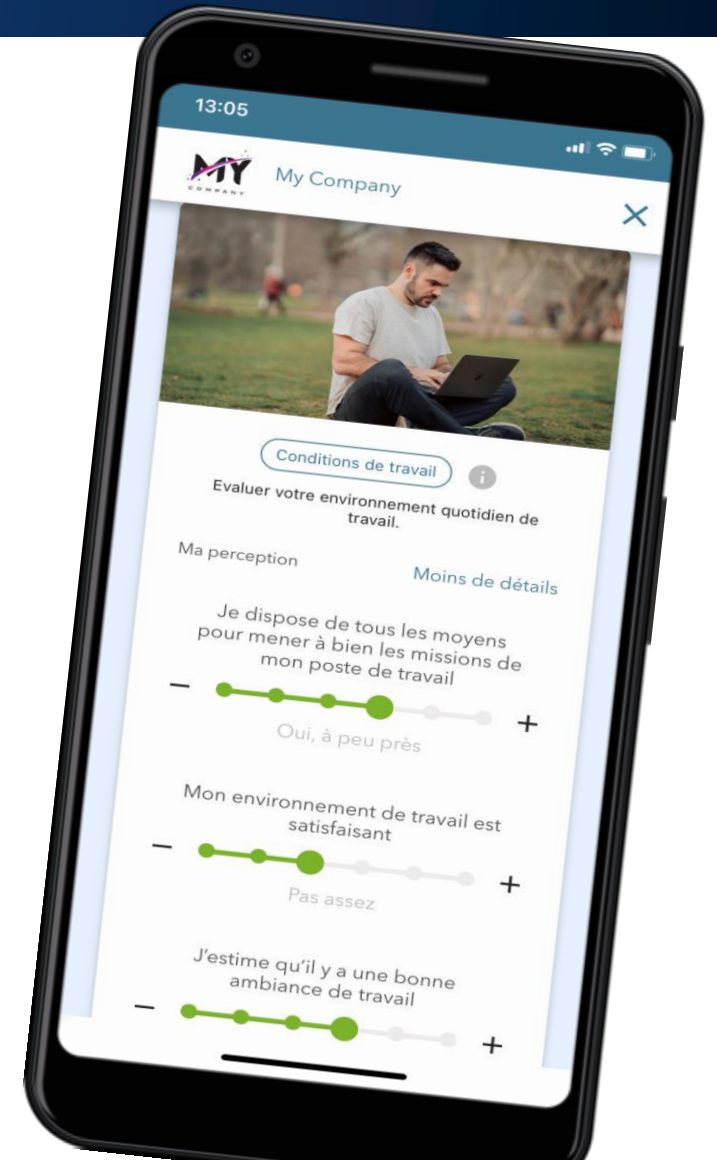 13:05
MY
COMPANY
My Company
Conditions de travail
i
Evaluer votre environnement quotidien de
travail.
Ma perception
Moins de détails
Je dispose de tous les moyens
pour mener à bien les missions de
mon poste de travail
Oui, à peu près
Mon environnement de travail est
satisfaisant
Pas assez
J'estime qu'il y a une bonne
ambiance de travail